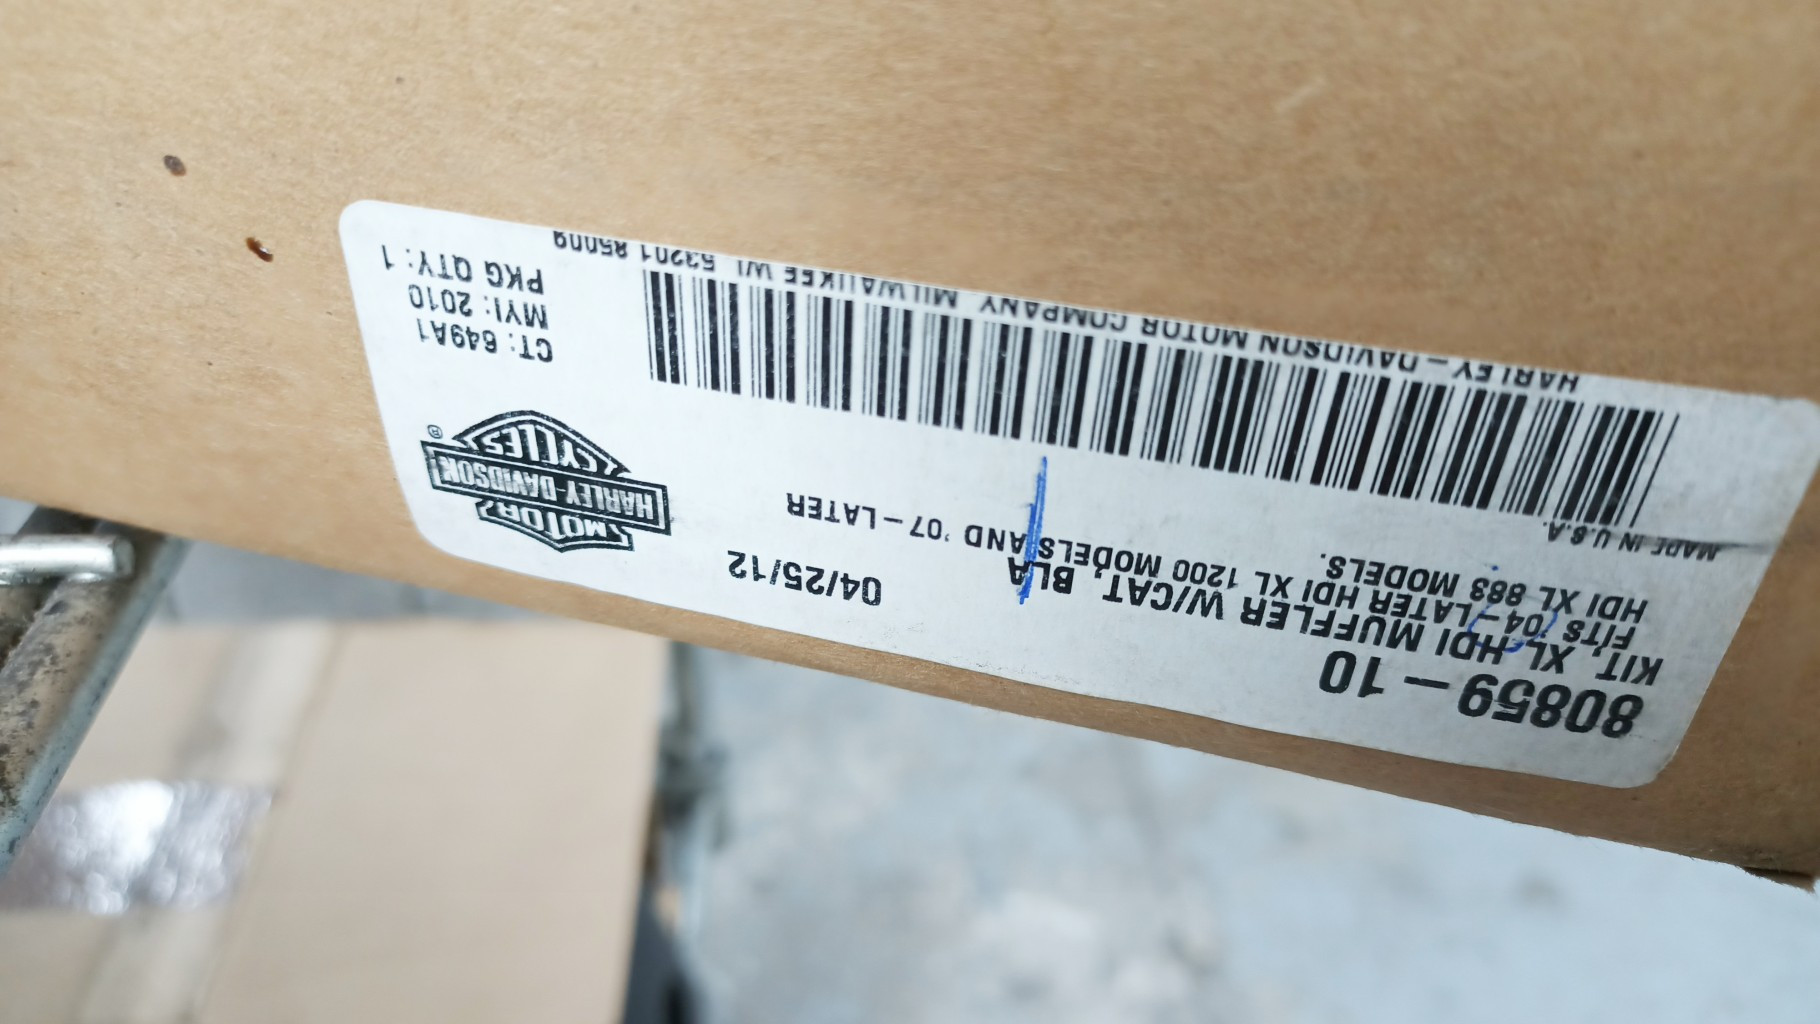 80859-10
KIT, XL HDI MUFFLER W/CAT, BLA
04/25/12
FITS '04-LATER HDI XL 1200 MODELS AND '07-LATER
HDI XL 883 MODELS.
MADE IN U.S.A.
MOTOR
HARLEY-DAVIDSON
CYCLES
®
CT: 649A1
MYI: 2010
PKG QTY: 1
HARLEY-DAVIDSON MOTOR COMPANY MILWAUKEE WI 53201 85009